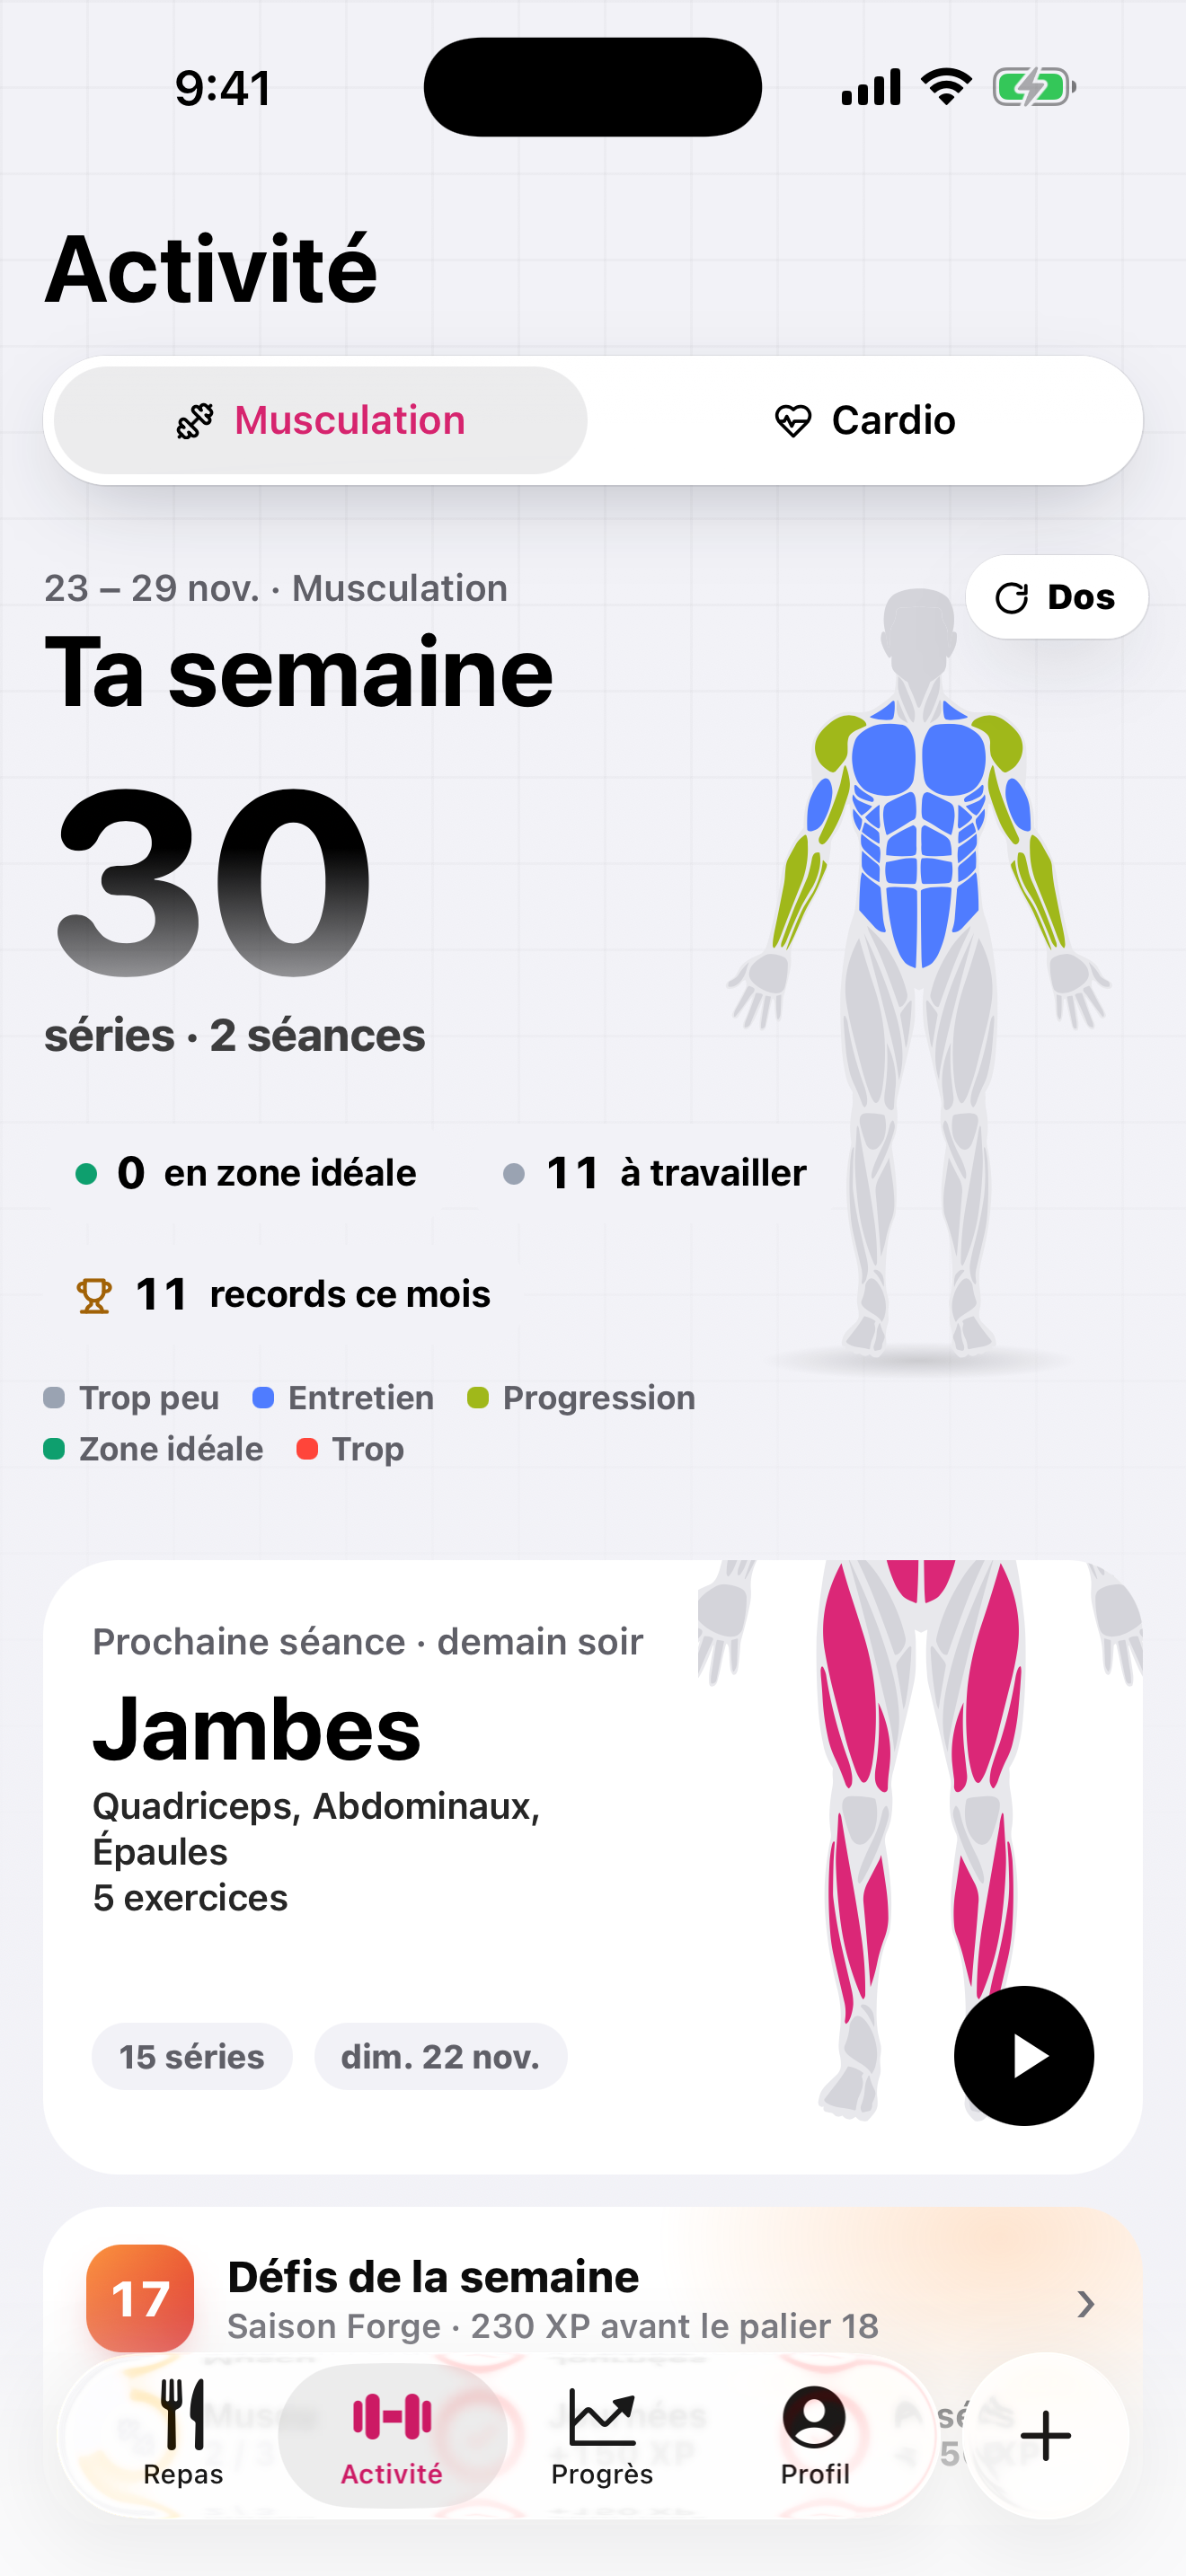 9:41
Activité
Musculation
Cardio
23 – 29 nov. · Musculation
Dos
Ta semaine
30
séries · 2 séances
0 en zone idéale
11 à travailler
11 records ce mois
Trop peu
Entretien
Progression
Zone idéale
Trop
Prochaine séance · demain soir
Jambes
Quadriceps, Abdominaux,
Épaules
5 exercices
15 séries
dim. 22 nov.
17
Défis de la semaine
Saison Forge · 230 XP avant le palier 18
›
Repas
Activité
Progrès
Profil